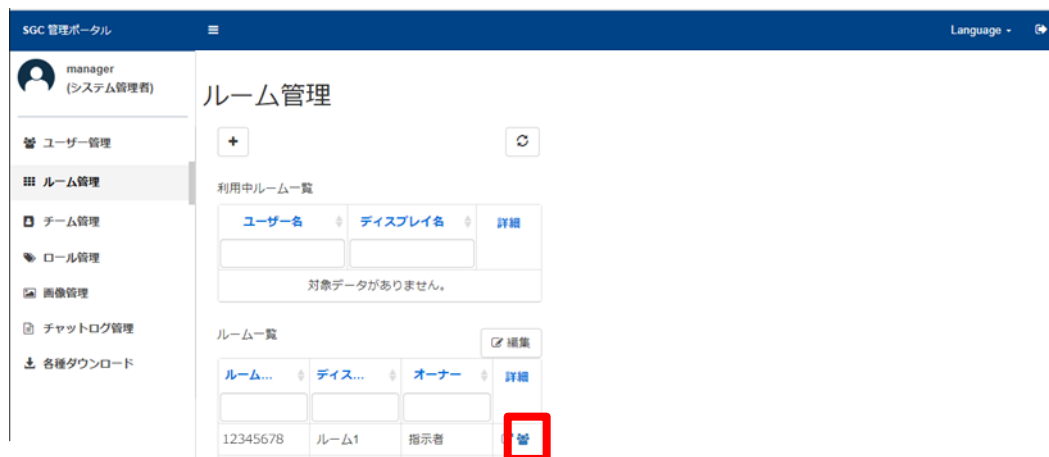 SGC 管理ポータル
Language
manager
(システム管理者)
ユーザー管理
ルーム管理
チーム管理
ロール管理
画像管理
チャットログ管理
各種ダウンロード
ルーム管理
利用中ルーム一覧
ユーザー名 ディスプレイ名 詳細
対象データがありません。
ルーム一覧
編集
ルーム... ディス... オーナー 詳細
12345678 ルーム1 指示者